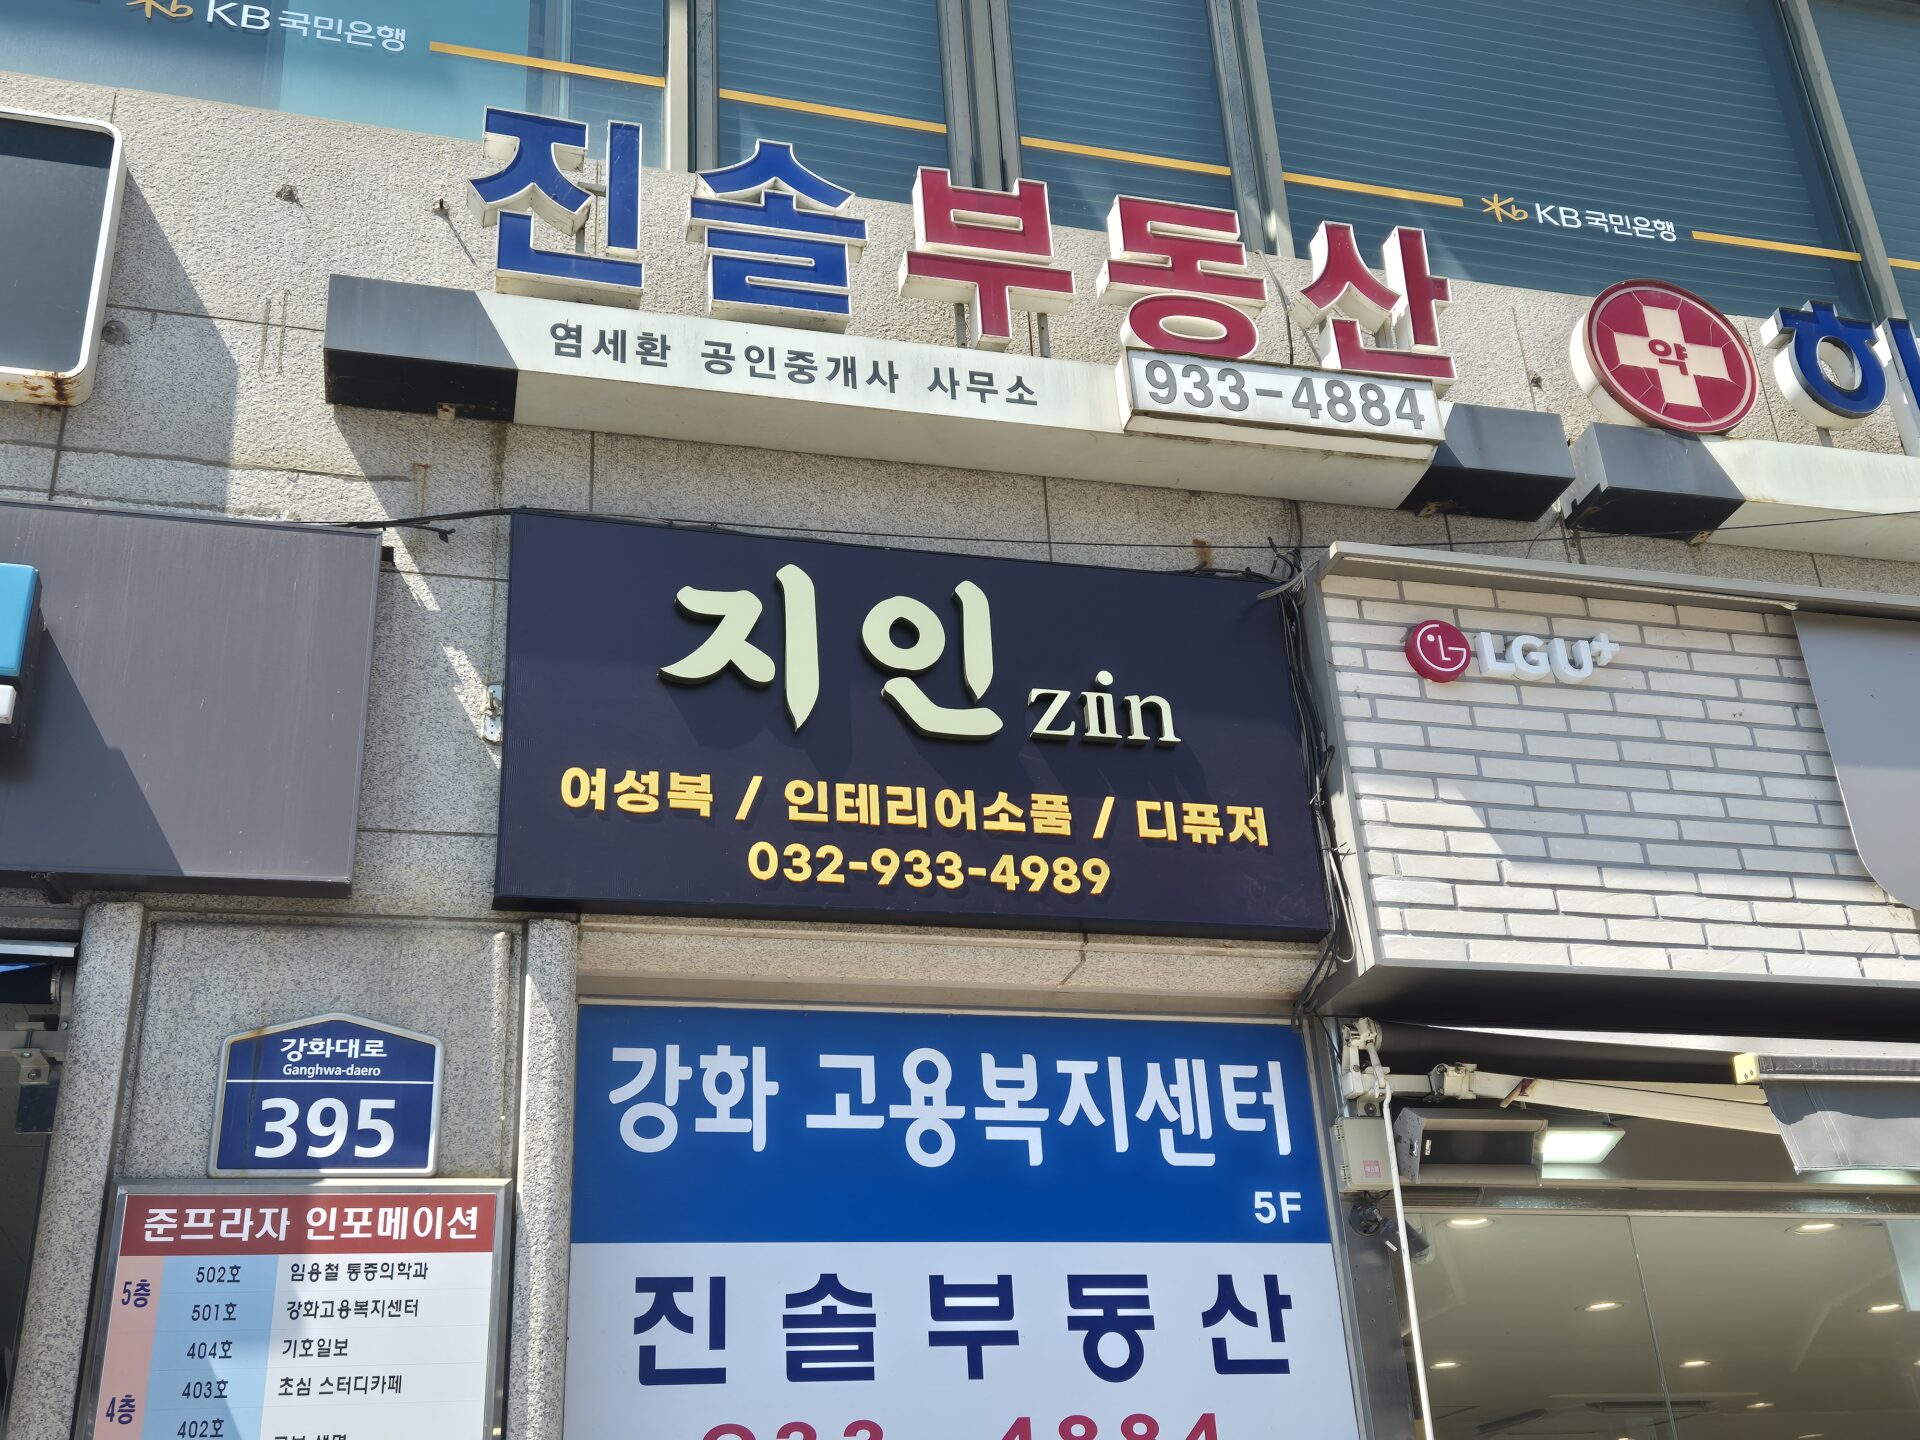 KB국민은행
KB국민은행
진솔부동산
염세환 공인중개사 사무소
933-4884
약
지인 ziin
여성복 / 인테리어소품 / 디퓨저
032-933-4989
LG U+
강화대로
Ganghwa-daero
395
강화 고용복지센터
5F
진솔부동산
933-4884
준프라자 인포메이션
5층
502호 임용철 통증의학과
501호 강화고용복지센터
404호 기호일보
4층
403호 초심 스터디카페
402호